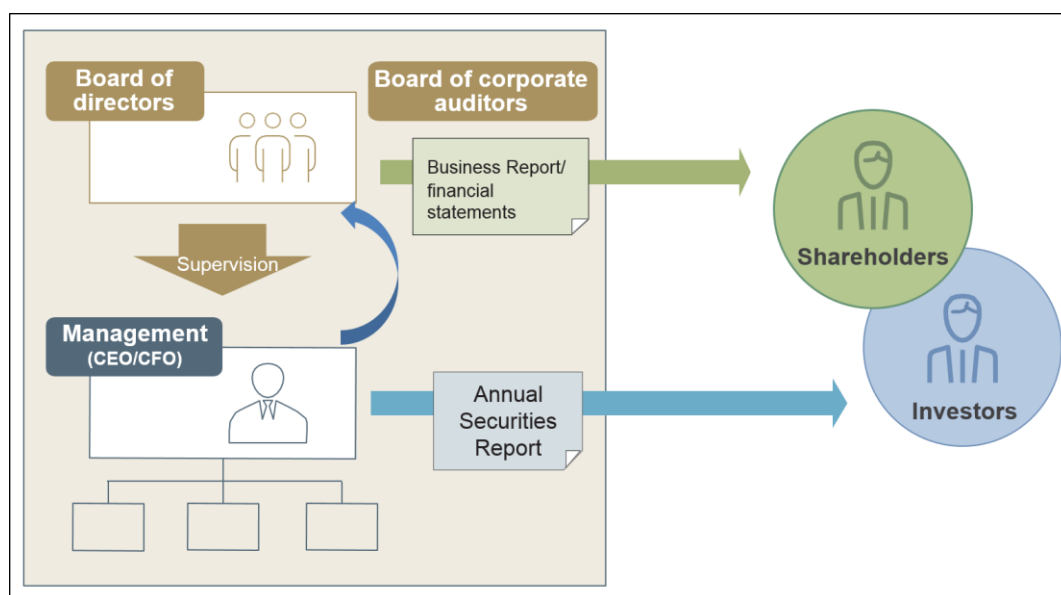 Board of
directors
Board of corporate
auditors
Business Report/
financial
statements
Supervision
Management
(CEO/CFO)
Annual
Securities
Report
Shareholders
Investors